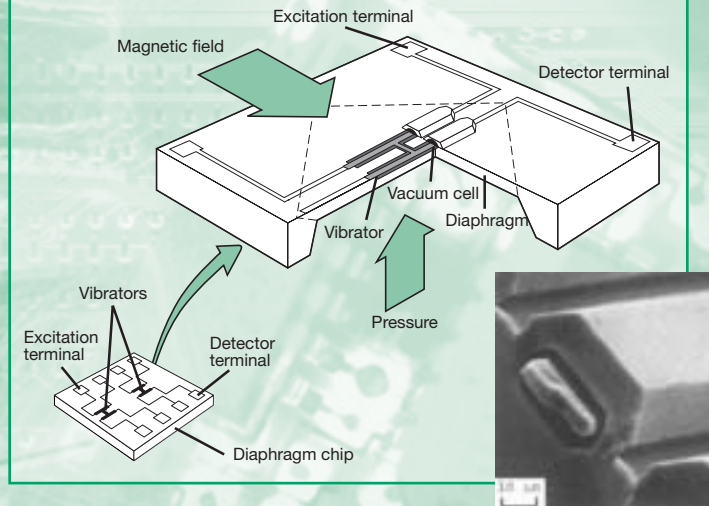 Excitation terminal
Magnetic field
Detector terminal
Vacuum cell
Diaphragm
Vibrator
Pressure
Vibrators
Excitation
terminal
Detector
terminal
Diaphragm chip